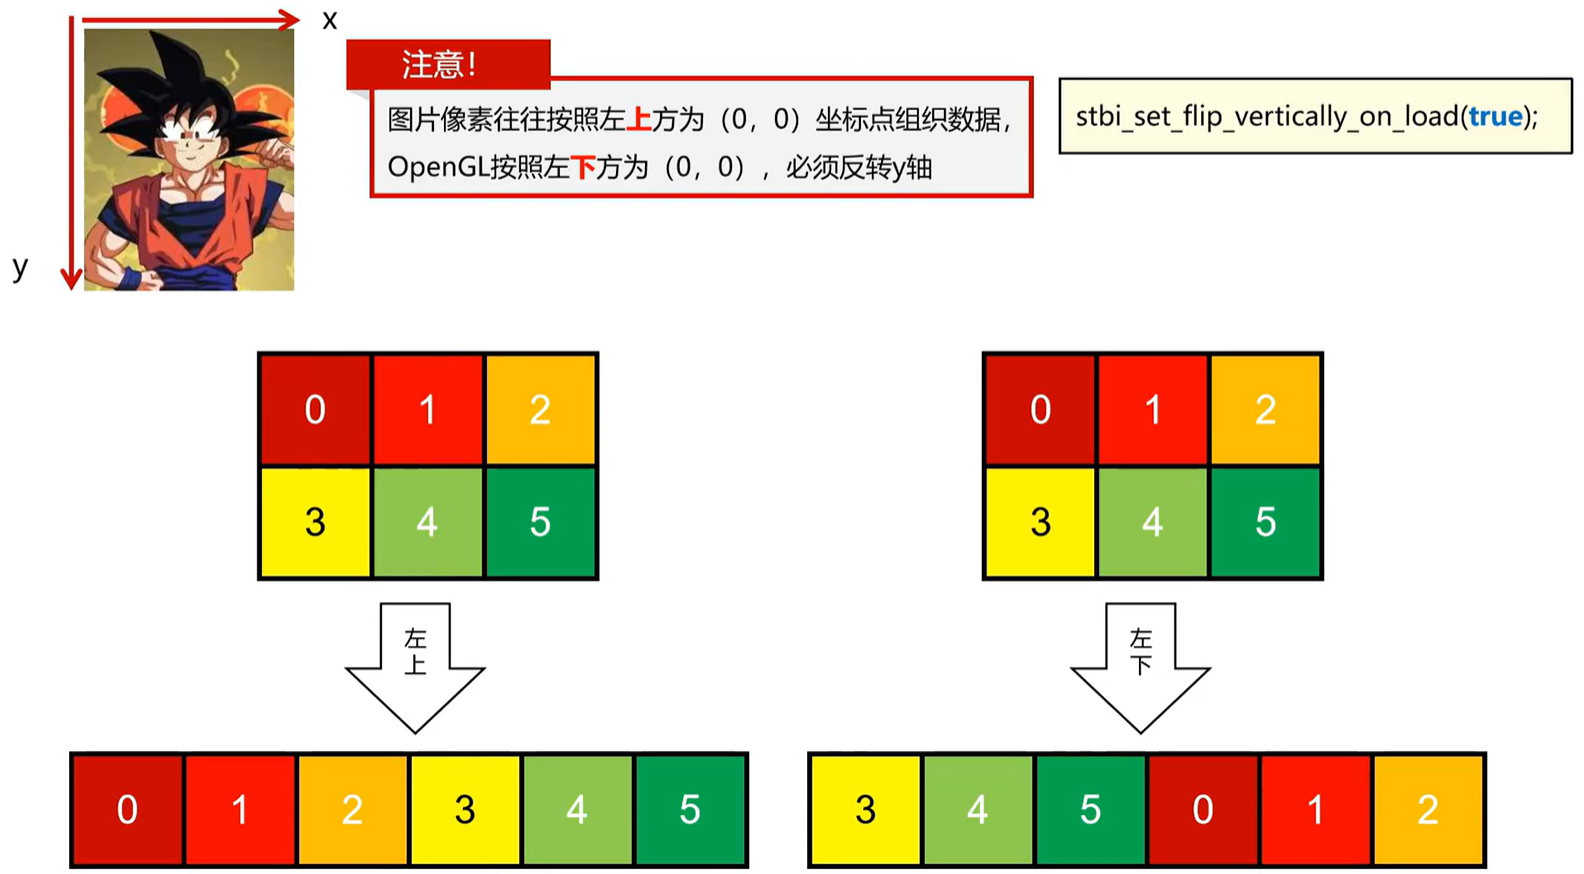 x
y
注意！
图片像素往往按照左上方为（0，0）坐标点组织数据，
OpenGL按照左下方为（0，0），必须反转y轴
stbi_set_flip_vertically_on_load(true);
0 1 2
3 4 5
左
上
0 1 2 3 4 5
0 1 2
3 4 5
左
下
3 4 5 0 1 2